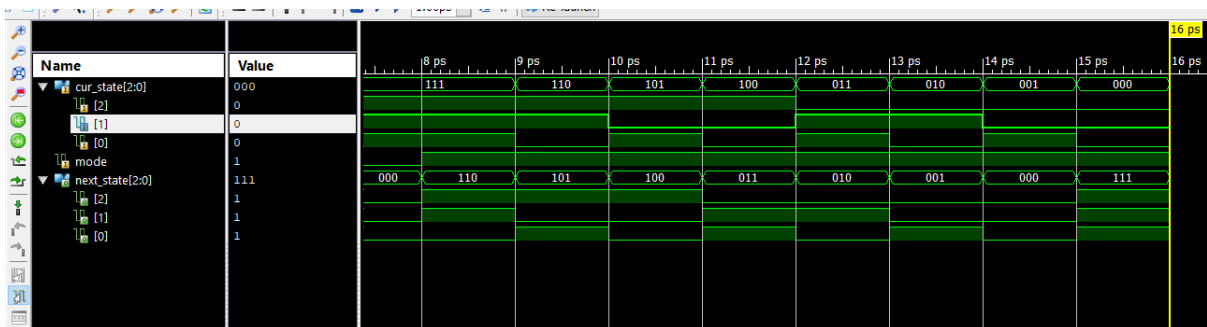 16 ps
Name Value
8 ps 9 ps 10 ps 11 ps 12 ps 13 ps 14 ps 15 ps 16 ps
cur_state[2:0] 000 111 110 101 100 011 010 001 000
[2] 0
[1] 0
[0] 0
mode 1
next_state[2:0] 111 000 110 101 100 011 010 001 000 111
[2] 1
[1] 1
[0] 1